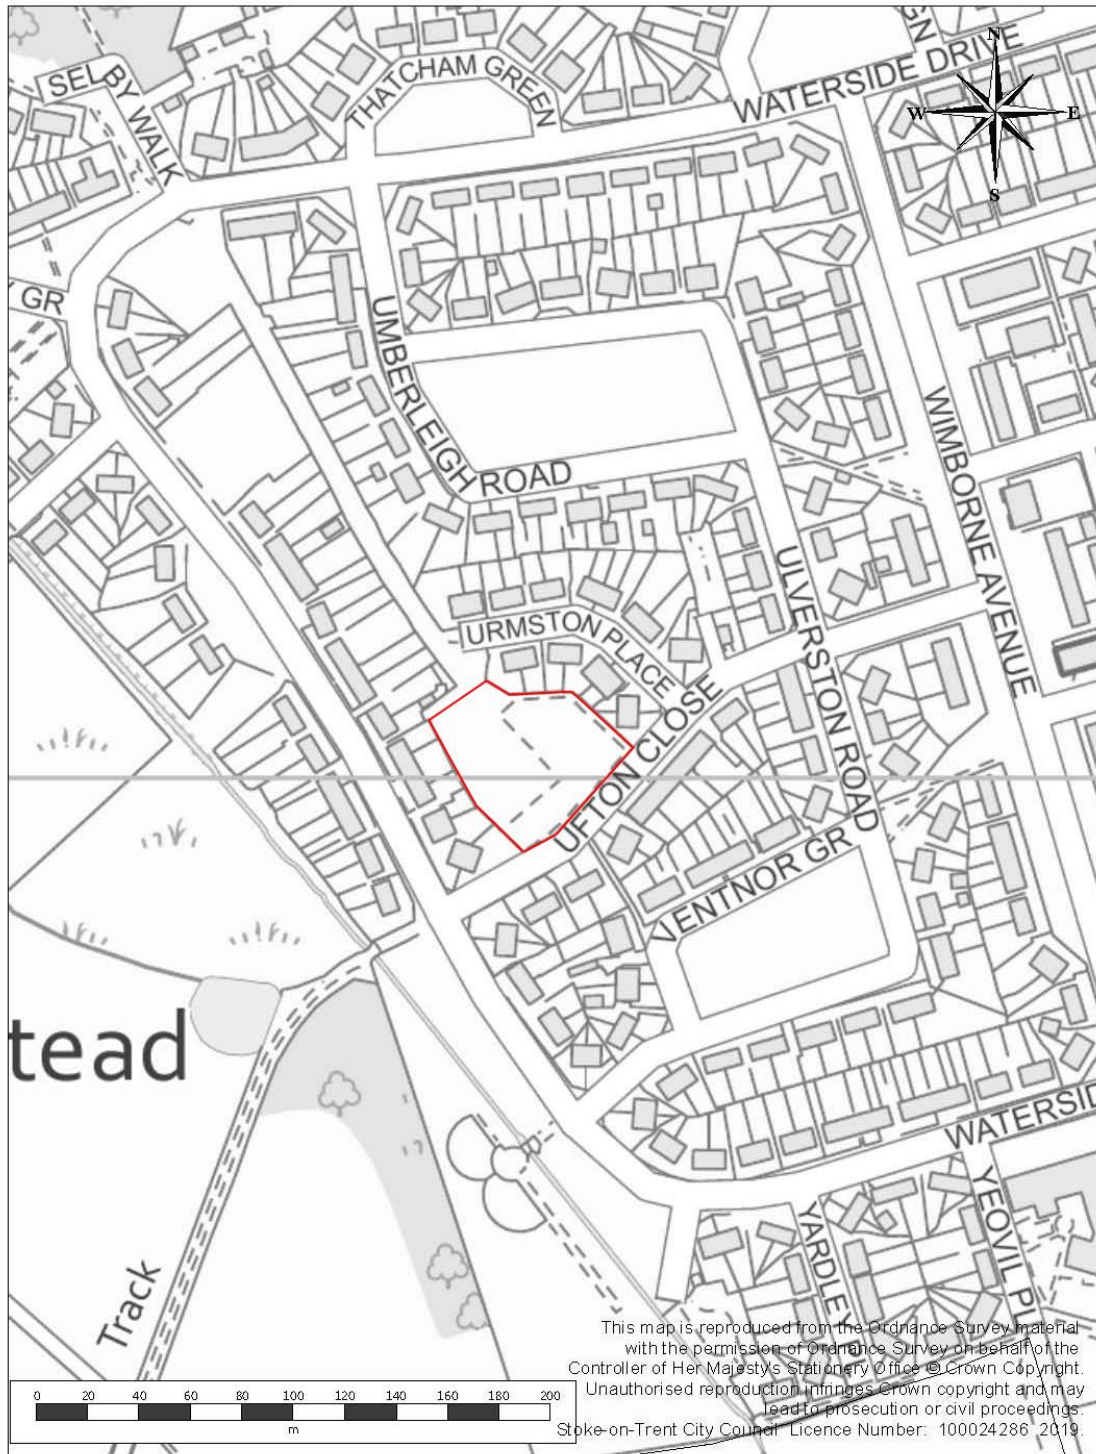 SELBY WALK
THATCHAM GREEN
WATERSIDE DRIVE
GN
N
W
E
S
Y GR
UMBERLEIGH
ROAD
WIMBORNE AVENUE
ULVERSTON ROAD
URMSTON PLACE
UFTON CLOSE
VENTNOR GR
tead
WATERSID
YARDLEY PL
YEOVIL PL
Track
This map is reproduced from the Ordnance Survey material
with the permission of Ordnance Survey on behalf of the
Controller of Her Majesty's Stationery Office © Crown Copyright.
Unauthorised reproduction infringes Crown copyright and may
lead to prosecution or civil proceedings.
Stoke-on-Trent City Council Licence Number: 100024286 2019.
0 20 40 60 80 100 120 140 160 180 200
m